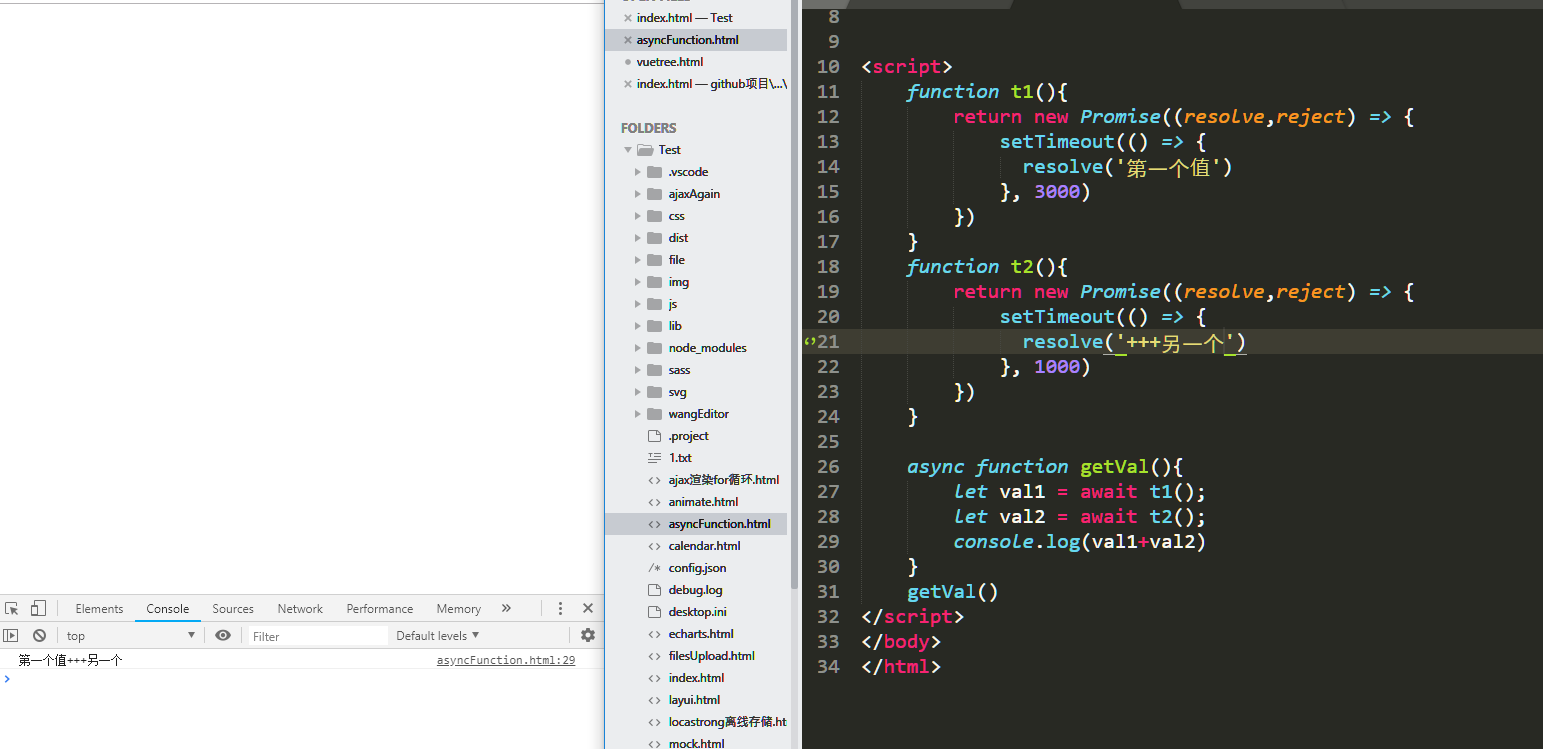 index.html — Test
asyncFunction.html
vuetree.html
index.html — github项目\...\
FOLDERS
Test
.vscode
ajaxAgain
css
dist
file
img
js
lib
node_modules
sass
svg
wangEditor
.project
1.txt
ajax渲染for循环.html
animate.html
asyncFunction.html
calendar.html
config.json
debug.log
desktop.ini
echarts.html
filesUpload.html
index.html
layui.html
locastrong离线存储.ht
mock.html
8
9
10 <script>
11 function t1(){
12 return new Promise((resolve,reject) => {
13 setTimeout(() => {
14 resolve('第一个值')
15 }, 3000)
16 })
17 }
18 function t2(){
19 return new Promise((resolve,reject) => {
20 setTimeout(() => {
21 resolve('+++另一个')
22 }, 1000)
23 })
24 }
25
26 async function getVal(){
27 let val1 = await t1();
28 let val2 = await t2();
29 console.log(val1+val2)
30 }
31 getVal()
32 </script>
33 </body>
34 </html>
Elements Console Sources Network Performance Memory »
top Filter Default levels
第一个值+++另一个 asyncFunction.html:29